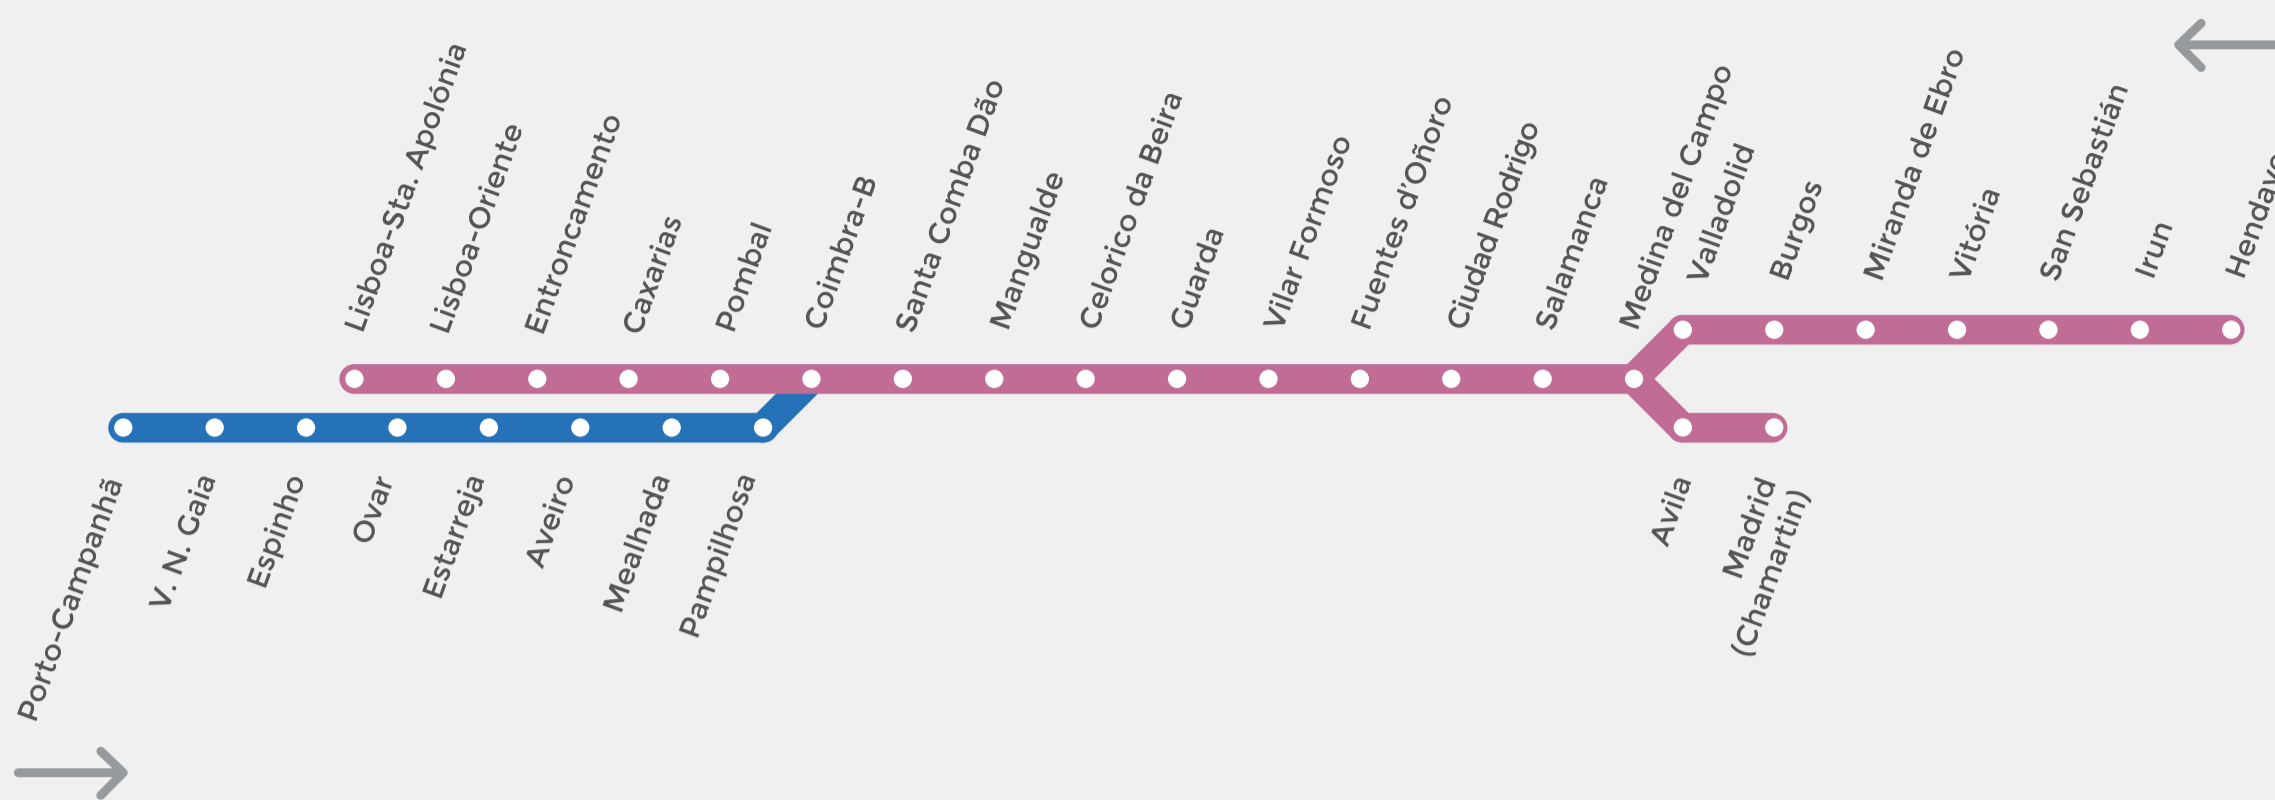 Lisboa-Sta. Apolónia
Lisboa-Oriente
Entroncamento
Caxarias
Pombal
Coimbra-B
Santa Comba Dão
Mangualde
Celorico da Beira
Guarda
Vilar Formoso
Fuentes d'Oñoro
Ciudad Rodrigo
Salamanca
Medina del Campo
Valladolid
Burgos
Miranda de Ebro
Vitória
San Sebastián
Irun
Porto-Campanhã
V. N. Gaia
Espinho
Ovar
Estarreja
Aveiro
Mealhada
Pampilhosa
Avila
Madrid
(Chamartin)